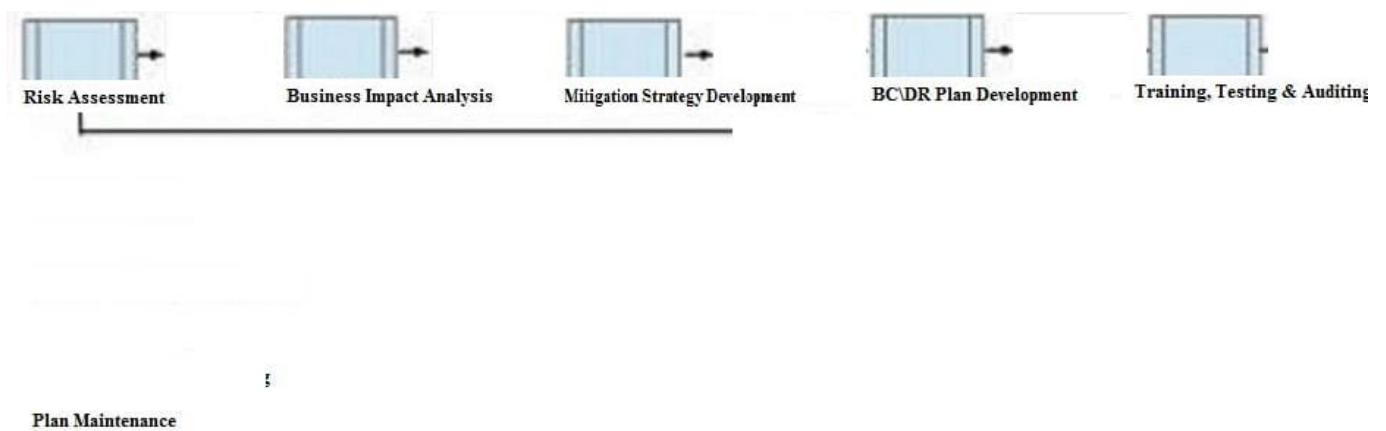 Risk Assessment
Business Impact Analysis
Mitigation Strategy Development
BC\DR Plan Development
Training, Testing & Auditing
g
Plan Maintenance